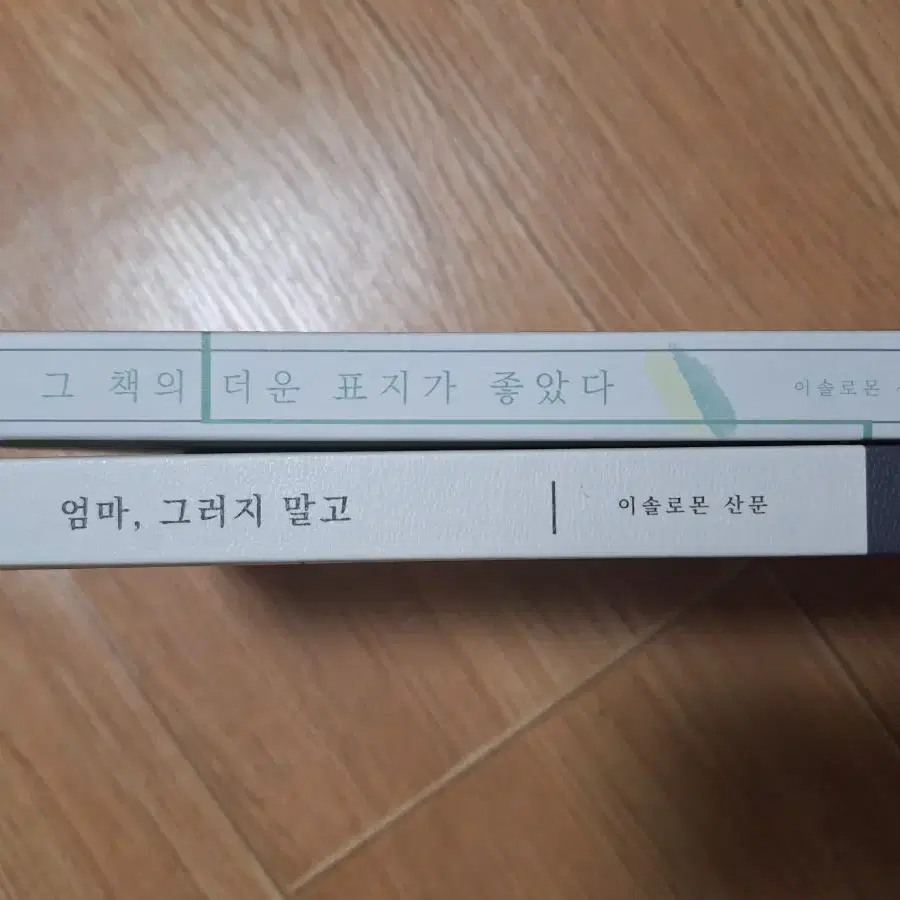 그 책의 더운 표지가 좋았다 이솔로몬
엄마, 그러지 말고 이솔로몬 산문